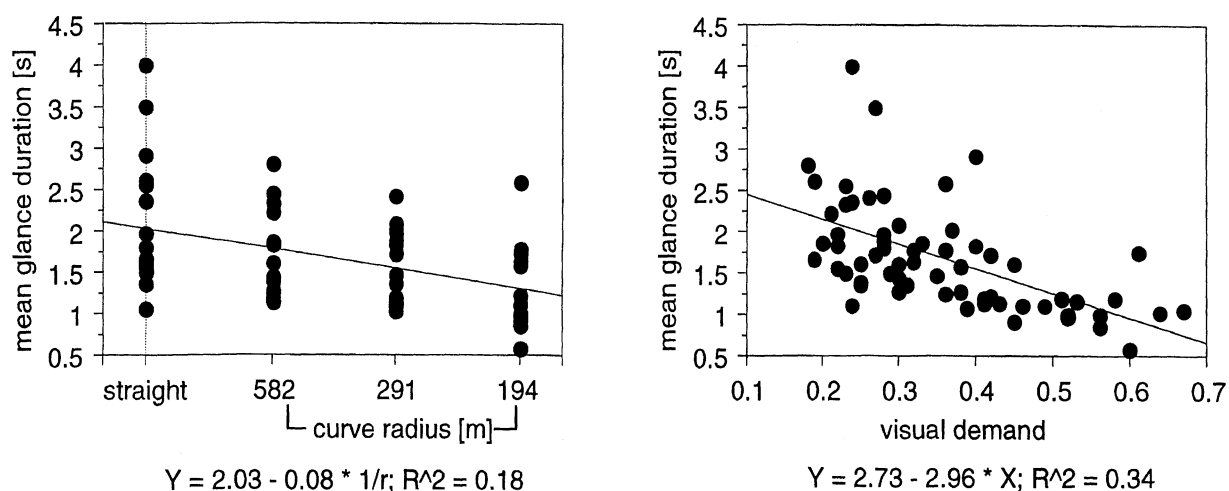 mean glance duration [s]
4.5
4
3.5
3
2.5
2
1.5
1
0.5
straight 582 291 194
curve radius [m]
Y = 2.03 - 0.08 * 1/r; R^2 = 0.18
mean glance duration [s]
4.5
4
3.5
3
2.5
2
1.5
1
0.5
0.1 0.2 0.3 0.4 0.5 0.6 0.7
visual demand
Y = 2.73 - 2.96 * X; R^2 = 0.34